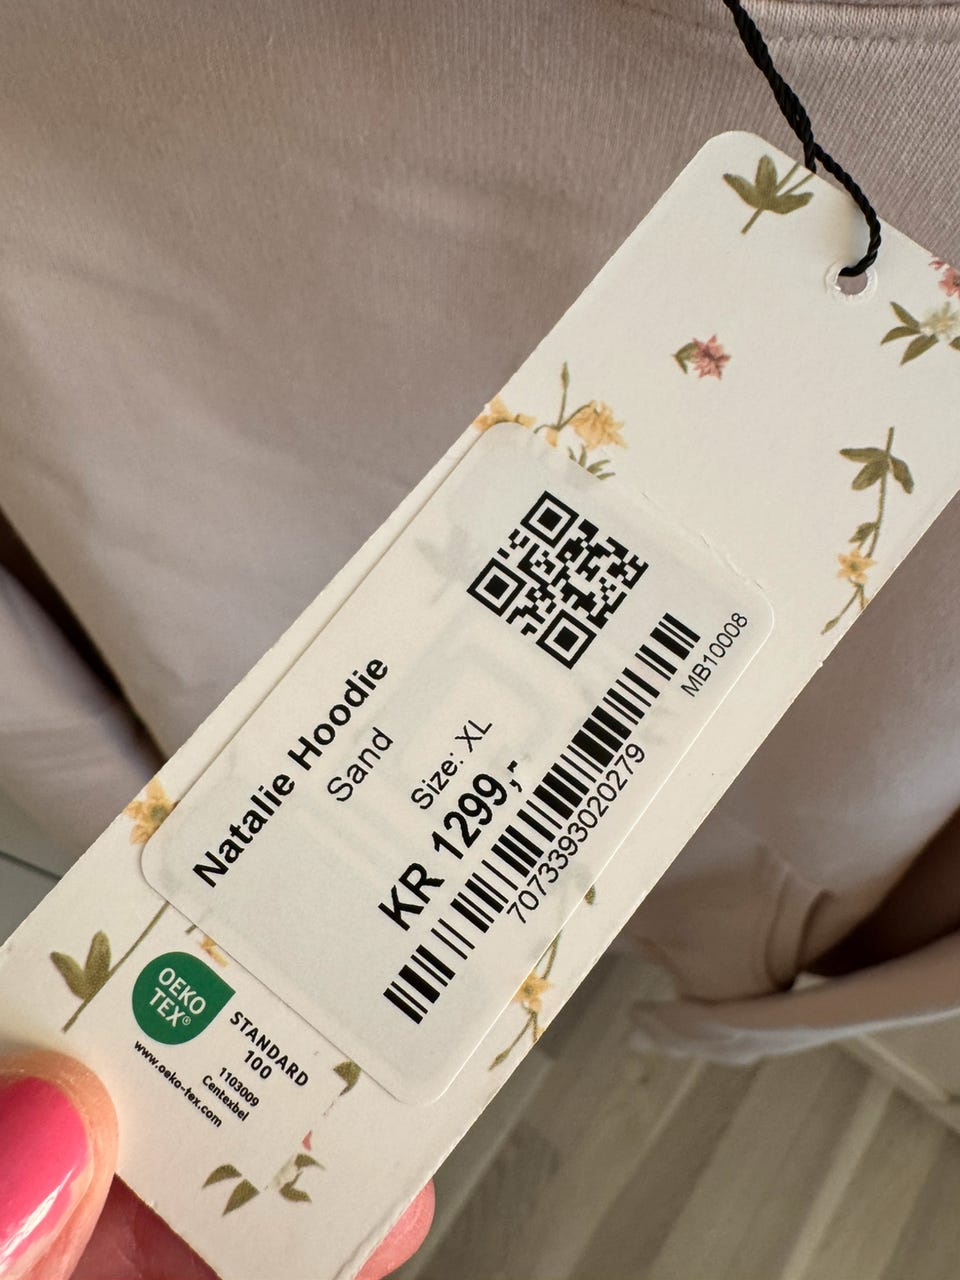 Natalie Hoodie
Sand
Size: XL
KR 1299,-
7073393020279
MB10008
OEKO
TEX®
STANDARD
100
1103009
Centexbel
www.oeko-tex.com